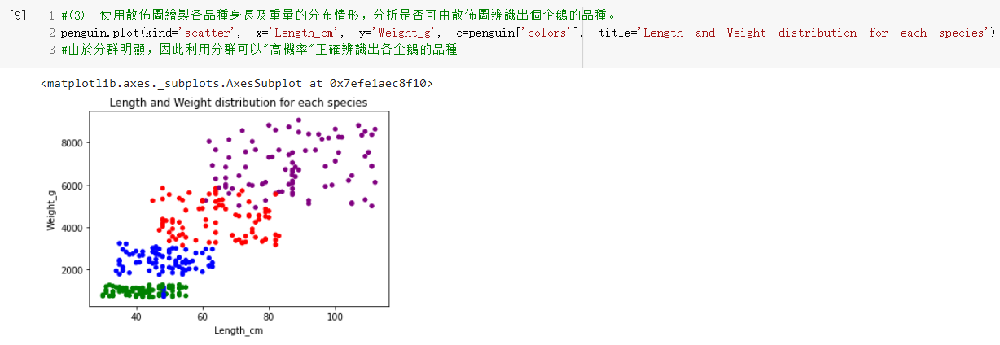 [9] 1 #(3) 使用散佈圖繪製各品種身長及重量的分布情形，分析是否可由散佈圖辨識出個企鵝的品種。
2 penguin.plot(kind='scatter', x='Length_cm', y='Weight_g', c=penguin['colors'], title='Length and Weight distribution for each species')
3 #由於分群明顯，因此利用分群可以"高機率"正確辨識出各企鵝的品種
<matplotlib.axes._subplots.AxesSubplot at 0x7efe1aec8f10>
Length and Weight distribution for each species
8000
6000
4000
2000
Weight_g
40 60 80 100
Length_cm